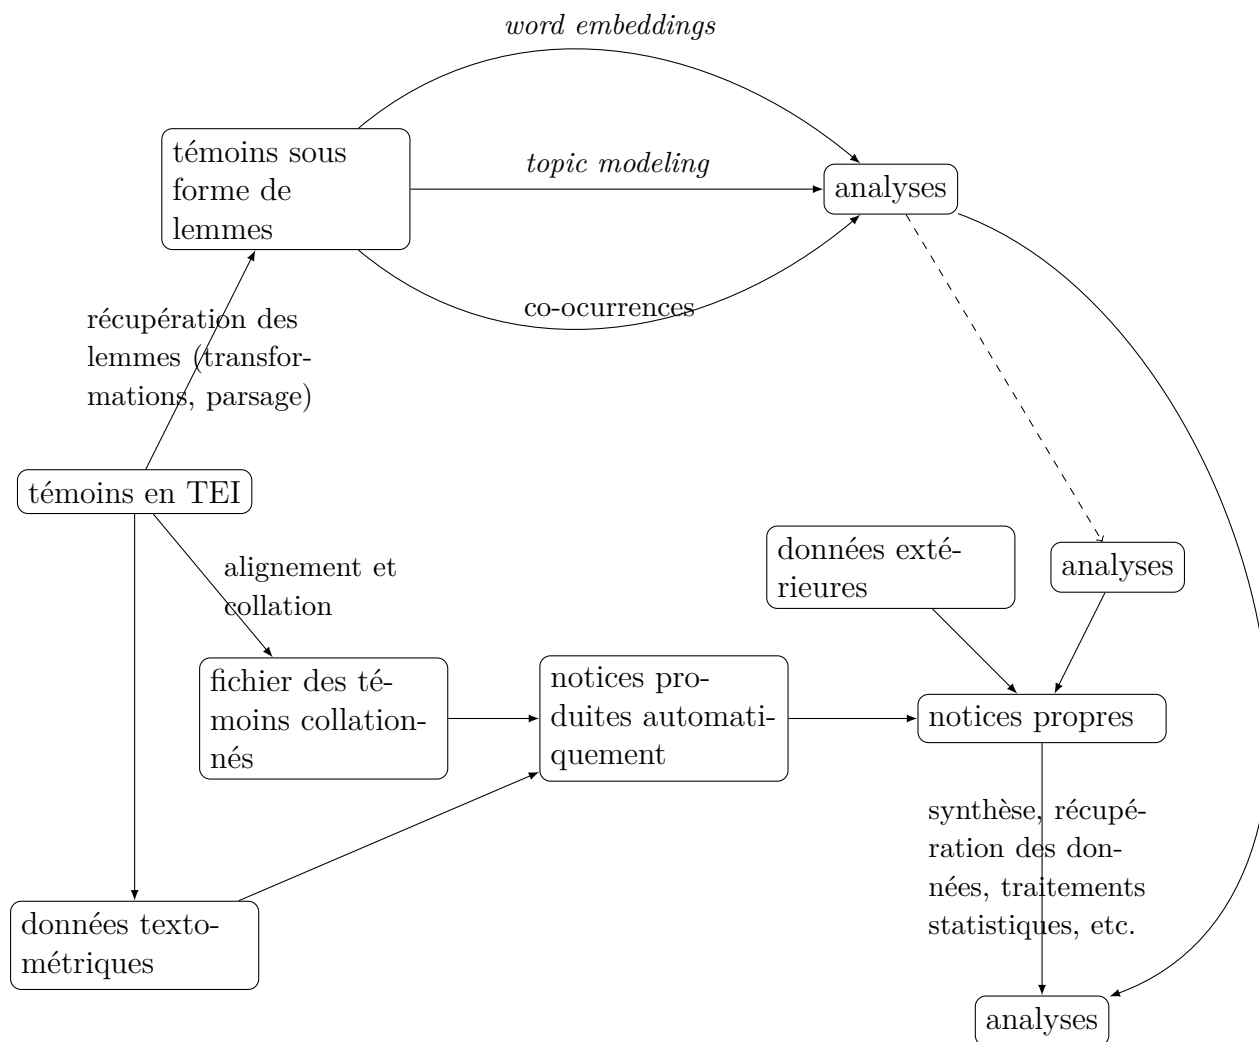 word embeddings
témoins sous
forme de
lemmes
topic modeling
analyses
co-ocurrences
récupération des
lemmes (transfor-
mations, parsage)
témoins en TEI
alignement et
collation
données exté-
rieures
analyses
fichier des té-
moins collation-
nés
notices pro-
duites automati-
quement
notices propres
synthèse, récupé-
ration des don-
nées, traitements
statistiques, etc.
données texto-
métriques
analyses